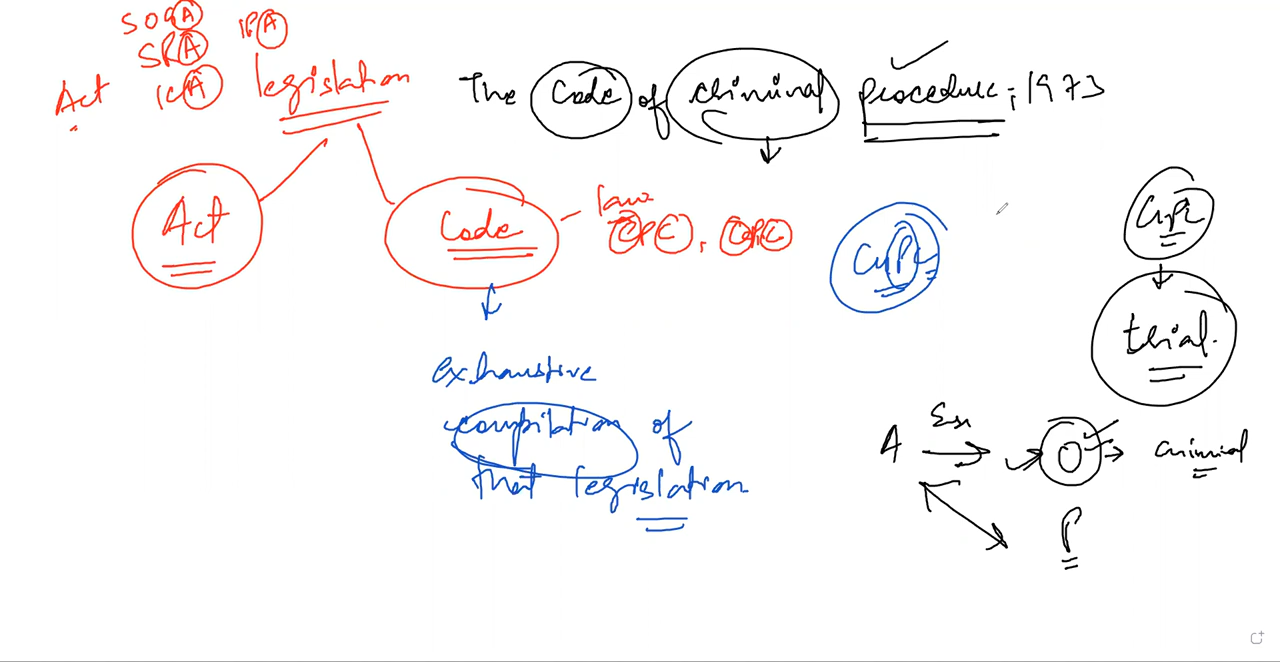 SOGA
IPA
SRA
Act ICA legislation
The Code of Criminal Procedure, 1973
Act
Code
law
CPC, CrPC
CrPC
CrPC
trial.
exhaustive
compilation of
that legislation
A
O
criminal
P